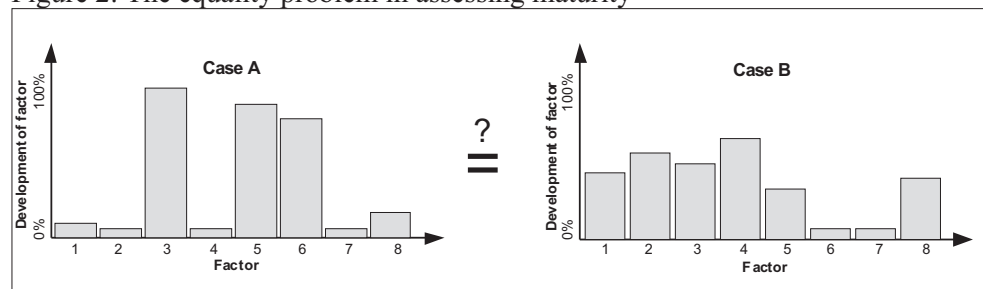 Figure 2: The equality problem in assessing maturity
Case A
Development of factor
100%
0%
1 2 3 4 5 6 7 8
Factor
?
=
Case B
Development of factor
100%
0%
1 2 3 4 5 6 7 8
Factor